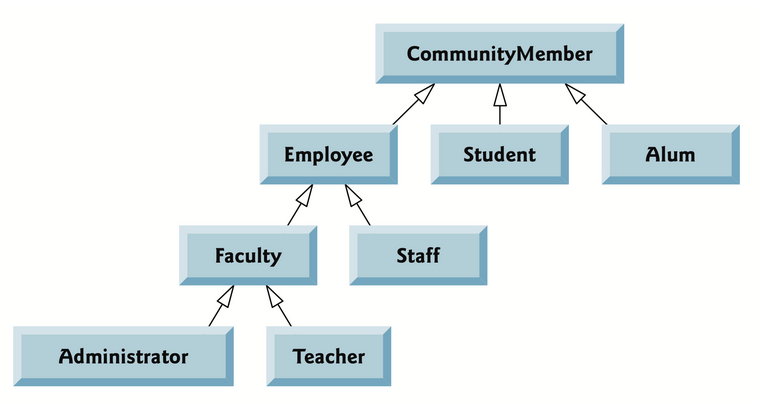 CommunityMember
Employee
Student
Alum
Faculty
Staff
Administrator
Teacher